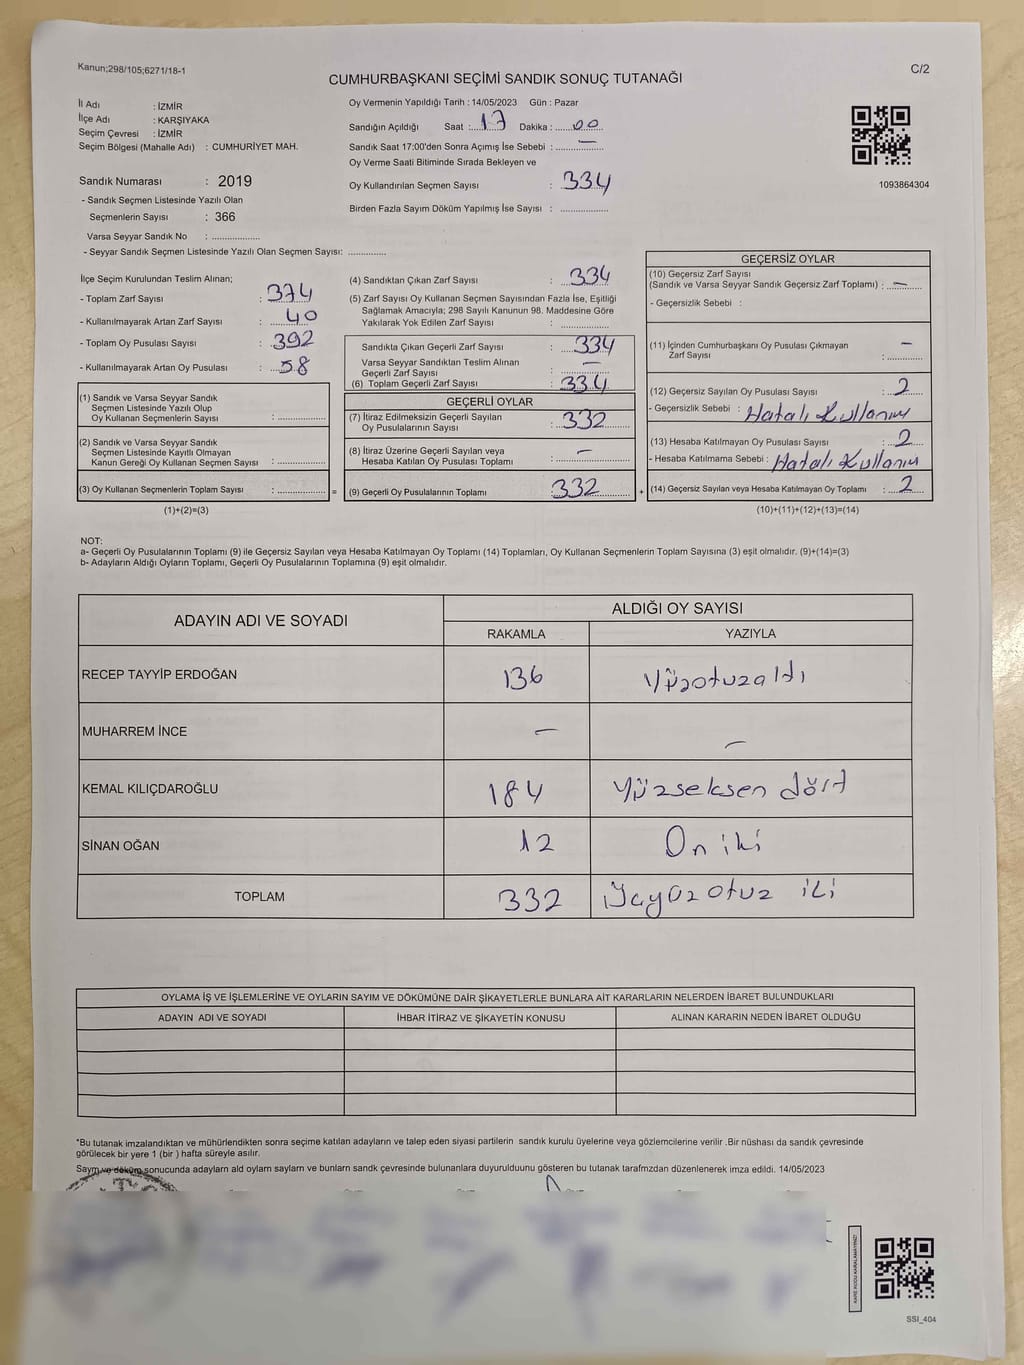 Kanun;298/105;6271/18-1
C/2
CUMHURBAŞKANI SEÇİMİ SANDIK SONUÇ TUTANAĞI
İl Adı : İZMİR
İlçe Adı : KARŞIYAKA
Seçim Çevresi : İZMİR
Seçim Bölgesi (Mahalle Adı) : CUMHURİYET MAH.
Oy Vermenin Yapıldığı Tarih : 14/05/2023 Gün : Pazar
Sandığın Açıldığı Saat : 17 Dakika : 00
Sandık Saat 17:00'den Sonra Açımış İse Sebebi : —
Oy Verme Saati Bitiminde Sırada Bekleyen ve
Oy Kullandırılan Seçmen Sayısı : 334
Birden Fazla Sayım Döküm Yapılmış İse Sayısı : ..............
1093864304
Sandık Numarası : 2019
- Sandık Seçmen Listesinde Yazılı Olan
Seçmenlerin Sayısı : 366
Varsa Seyyar Sandık No : ..............
- Seyyar Sandık Seçmen Listesinde Yazılı Olan Seçmen Sayısı: ..............
İlçe Seçim Kurulundan Teslim Alınan;
- Toplam Zarf Sayısı : 374
- Kullanılmayarak Artan Zarf Sayısı : 40
- Toplam Oy Pusulası Sayısı : 392
- Kullanılmayarak Artan Oy Pusulası : 58
(1) Sandık ve Varsa Seyyar Sandık
Seçmen Listesinde Yazılı Olup
Oy Kullanan Seçmenlerin Sayısı : ..............
(2) Sandık ve Varsa Seyyar Sandık
Seçmen Listesinde Kayıtlı Olmayan
Kanun Gereği Oy Kullanan Seçmen Sayısı : ..............
(3) Oy Kullanan Seçmenlerin Toplam Sayısı : .............. =
(1)+(2)=(3)
(4) Sandıktan Çıkan Zarf Sayısı : 334
(5) Zarf Sayısı Oy Kullanan Seçmen Sayısından Fazla İse, Eşitliği
Sağlamak Amacıyla; 298 Sayılı Kanunun 98. Maddesine Göre
Yakılarak Yok Edilen Zarf Sayısı : ..............
Sandıkta Çıkan Geçerli Zarf Sayısı : 334
Varsa Seyyar Sandıktan Teslim Alınan
Geçerli Zarf Sayısı : —
(6) Toplam Geçerli Zarf Sayısı : 334
GEÇERLİ OYLAR
(7) İtiraz Edilmeksizin Geçerli Sayılan
Oy Pusulalarının Sayısı : 332
(8) İtiraz Üzerine Geçerli Sayılan veya
Hesaba Katılan Oy Pusulası Toplamı : —
(9) Geçerli Oy Pusulalarının Toplamı : 332 +
GEÇERSİZ OYLAR
(10) Geçersiz Zarf Sayısı
(Sandık ve Varsa Seyyar Sandık Geçersiz Zarf Toplamı) : —
- Geçersizlik Sebebi :
(11) İçinden Cumhurbaşkanı Oy Pusulası Çıkmayan
Zarf Sayısı : —
(12) Geçersiz Sayılan Oy Pusulası Sayısı : 2
- Geçersizlik Sebebi : Hatalı Kullanım
(13) Hesaba Katılmayan Oy Pusulası Sayısı : 2
- Hesaba Katılmama Sebebi : Hatalı Kullanım
(14) Geçersiz Sayılan veya Hesaba Katılmayan Oy Toplamı : 2
(10)+(11)+(12)+(13)=(14)
NOT:
a- Geçerli Oy Pusulalarının Toplamı (9) ile Geçersiz Sayılan veya Hesaba Katılmayan Oy Toplamı (14) Toplamları, Oy Kullanan Seçmenlerin Toplam Sayısına (3) eşit olmalıdır. (9)+(14)=(3)
b- Adayların Aldığı Oyların Toplamı, Geçerli Oy Pusulalarının Toplamına (9) eşit olmalıdır.
ADAYIN ADI VE SOYADI ALDIĞI OY SAYISI
RAKAMLA YAZIYLA
RECEP TAYYİP ERDOĞAN 136 Yüzotuzaltı
MUHARREM İNCE — —
KEMAL KILIÇDAROĞLU 184 Yüzseksen dört
SİNAN OĞAN 12 On iki
TOPLAM 332 Üçyüzotuz iki
OYLAMA İŞ VE İŞLEMLERİNE VE OYLARIN SAYIM VE DÖKÜMÜNE DAİR ŞİKAYETLERLE BUNLARA AİT KARARLARIN NELERDEN İBARET BULUNDUKLARI
ADAYIN ADI VE SOYADI İHBAR İTİRAZ VE ŞİKAYETİN KONUSU ALINAN KARARIN NEDEN İBARET OLDUĞU
*Bu tutanak imzalandıktan ve mühürlendikten sonra seçime katılan adayların ve talep eden siyasi partilerin sandık kurulu üyelerine veya gözlemcilerine verilir .Bir nüshası da sandık çevresinde
görülecek bir yere 1 (bir ) hafta süreyle asılır.
Saym ve döküm sonucunda adayların ald oylam saylarn ve bunların sandk çevresinde bulunanlara duyurulduunu gösteren bu tutanak tarafmzdan düzenlenerek imza edildi. 14/05/2023
KARE KODU KARALAMAYINIZ!
SSI_404